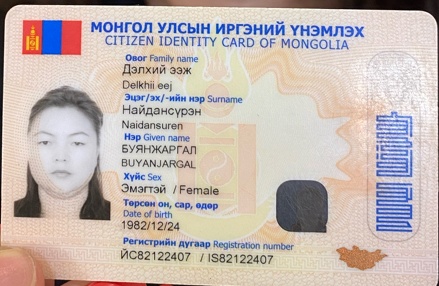 МОНГОЛ УЛСЫН ИРГЭНИЙ ҮНЭМЛЭХ
CITIZEN IDENTITY CARD OF MONGOLIA
Овог Family name
Дэлхий ээж
Delkhii eej
Эцэг/эх/-ийн нэр Surname
Найдансүрэн
Naidansuren
Нэр Given name
БУЯНЖАРГАЛ
BUYANJARGAL
Хүйс Sex
Эмэгтэй / Female
Төрсөн он, сар, өдөр
Date of birth
1982/12/24
Регистрийн дугаар Registration number
ЙС82122407 / IS82122407